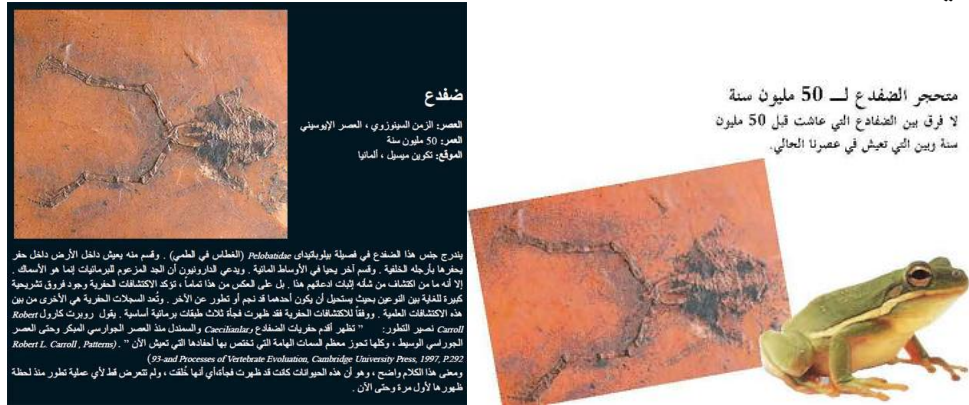 متحجر الضفدع لـــ 50 مليون سنة
لا فرق بين الضفادع التي عاشت قبل 50 مليون
سنة وبين التي تعيش في عصرنا الحالي.
ضفدع
العصر: الزمن السينوزوي ، العصر الإيوسيني
العمر: 50 مليون سنة
الموقع: تكوين ميسيل ، ألمانيا
يندرج جنس هذا الضفدع في فصيلة بيلوباتيداي Pelobatidae (الغطاس في الطمي) . وقسم منه يعيش داخل الأرض داخل حفر
يحفرها بأرجله الخلفية . وقسم آخر يحيا في الأوساط المائية . ويدعي الداروينيون أن الجد المزعوم للبرمائيات إنما هو الأسماك .
إلا أنه ما من اكتشاف من شأنه إثبات ادعائهم هذا . بل على العكس من هذا تماماً ، تؤكد الاكتشافات الحفرية وجود فروق تشريحية
كبيرة للغاية بين النوعين بحيث يستحيل أن يكون أحدهما قد نجم أو تطور عن الآخر . وتُعد السجلات الحفرية هي الأخرى من بين
هذه الاكتشافات العلمية . ووفقاً للاكتشافات الحفرية فقد ظهرت فجأة ثلاث طبقات برمائية أساسية . يقول روبرت كارول Robert
Carroll نصير التطور: " تظهر أقدم حفريات الضفادع وCaecilianlar والسمندل منذ العصر الجوارسي المبكر وحتى العصر
الجوراسي الوسيط ، وكلها تحوز معظم السمات الهامة التي تختص بها أحفادها التي تعيش الأن " . (Robert L. Carroll , Patterns
93-and Processes of Vertebrate Evoluation, Cambridge University Press, 1997, P.292)
ومعنى هذا الكلام واضح ، وهو أن هذه الحيوانات كانت قد ظهرت فجأة،أي أنها خُلقت ، ولم تتعرض قط لأي عملية تطور منذ لحظة
ظهورها لأول مرة وحتى الآن .